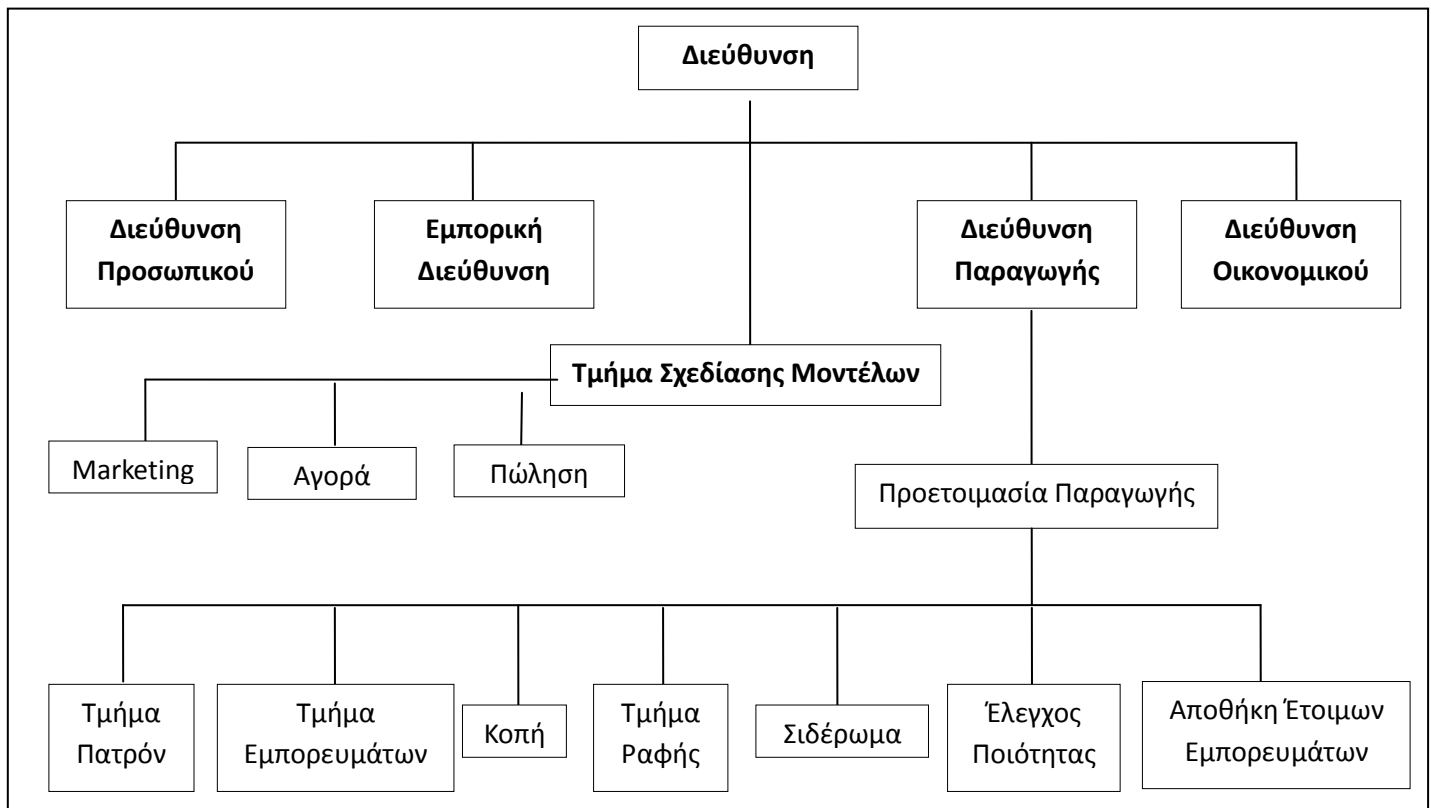 Διεύθυνση
Διεύθυνση
Προσωπικού
Εμπορική
Διεύθυνση
Διεύθυνση
Παραγωγής
Διεύθυνση
Οικονομικού
Τμήμα Σχεδίασης Μοντέλων
Marketing
Αγορά
Πώληση
Προετοιμασία Παραγωγής
Τμήμα
Πατρόν
Τμήμα
Εμπορευμάτων
Κοπή
Τμήμα
Ραφής
Σιδέρωμα
Έλεγχος
Ποιότητας
Αποθήκη Έτοιμων
Εμπορευμάτων